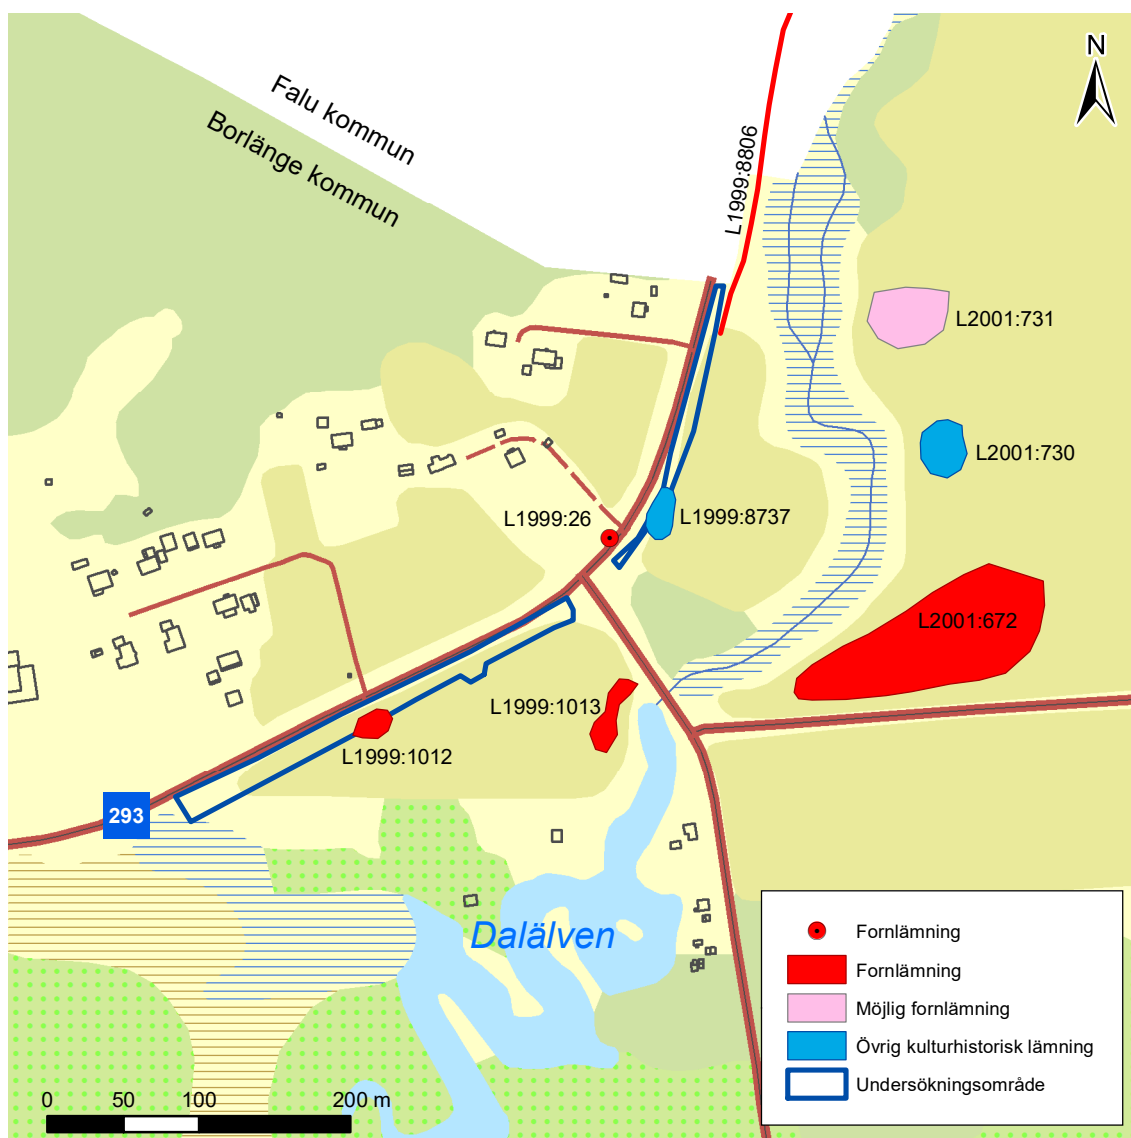 N
Falu kommun
Borlänge kommun
L1999:8806
L2001:731
L2001:730
L1999:26
L1999:8737
L2001:672
L1999:1013
L1999:1012
293
Dalälven
Fornlämning
Fornlämning
Möjlig fornlämning
Övrig kulturhistorisk lämning
Undersökningsområde
0 50 100 200 m